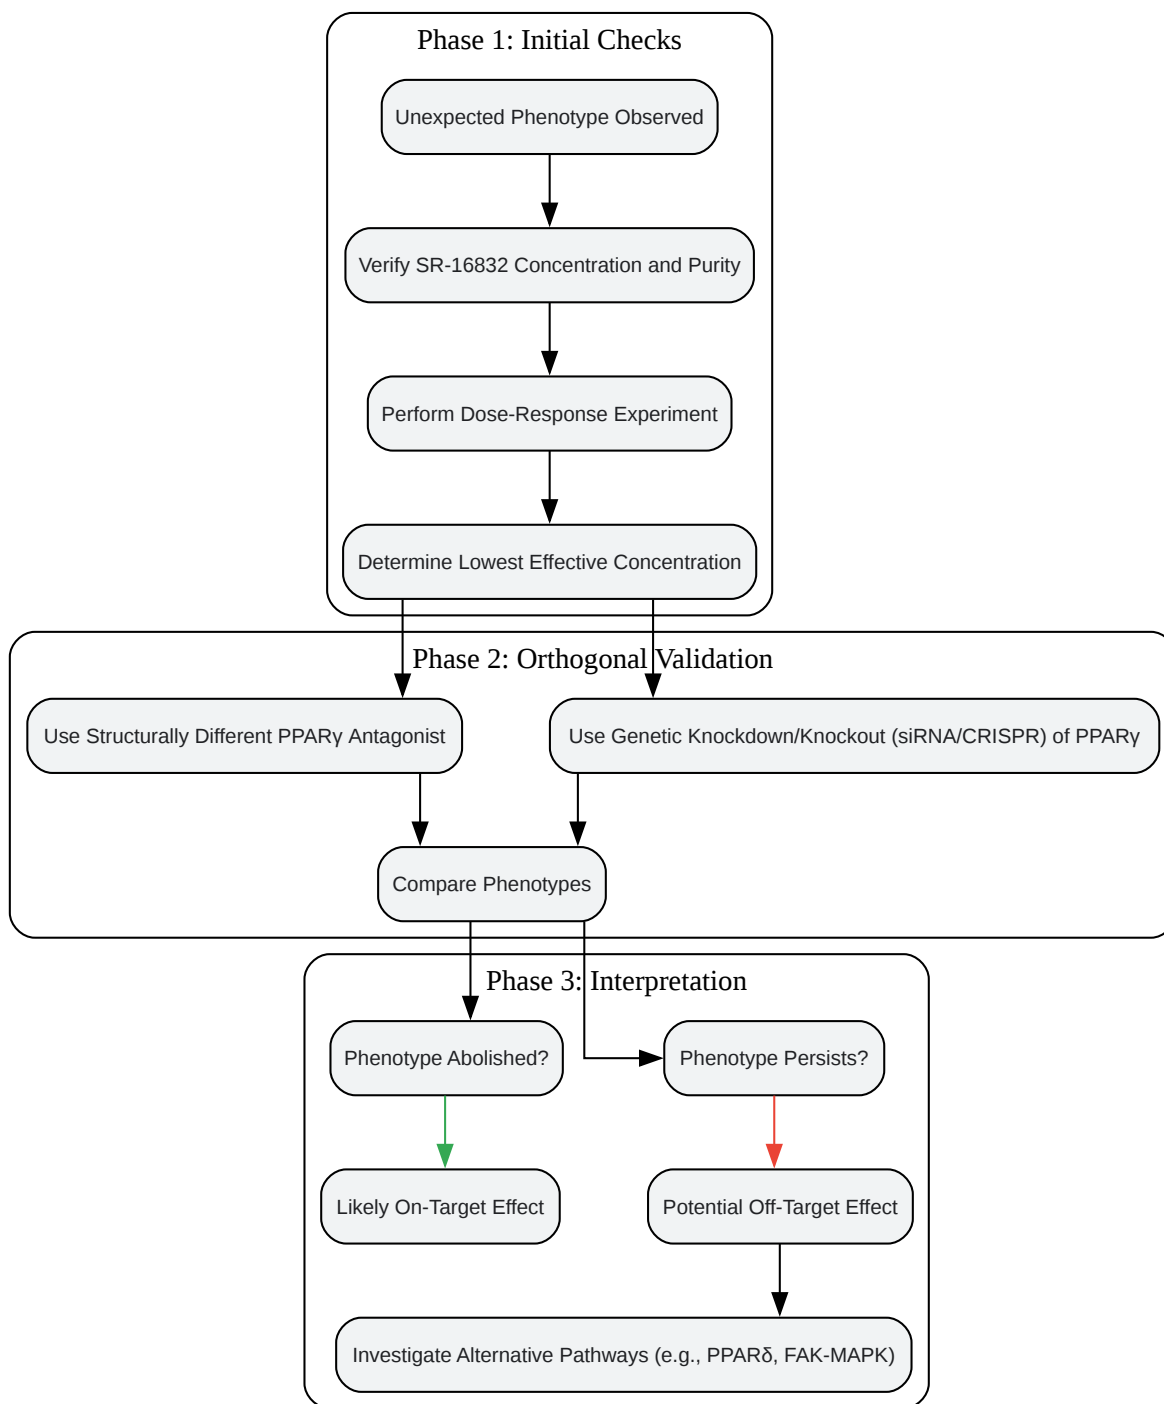 Phase 1: Initial Checks
Unexpected Phenotype Observed
Verify SR-16832 Concentration and Purity
Perform Dose-Response Experiment
Determine Lowest Effective Concentration
Phase 2: Orthogonal Validation
Use Structurally Different PPARγ Antagonist
Use Genetic Knockdown/Knockout (siRNA/CRISPR) of PPARγ
Compare Phenotypes
Phase 3: Interpretation
Phenotype Abolished?
Phenotype Persists?
Likely On-Target Effect
Potential Off-Target Effect
Investigate Alternative Pathways (e.g., PPARδ, FAK-MAPK)